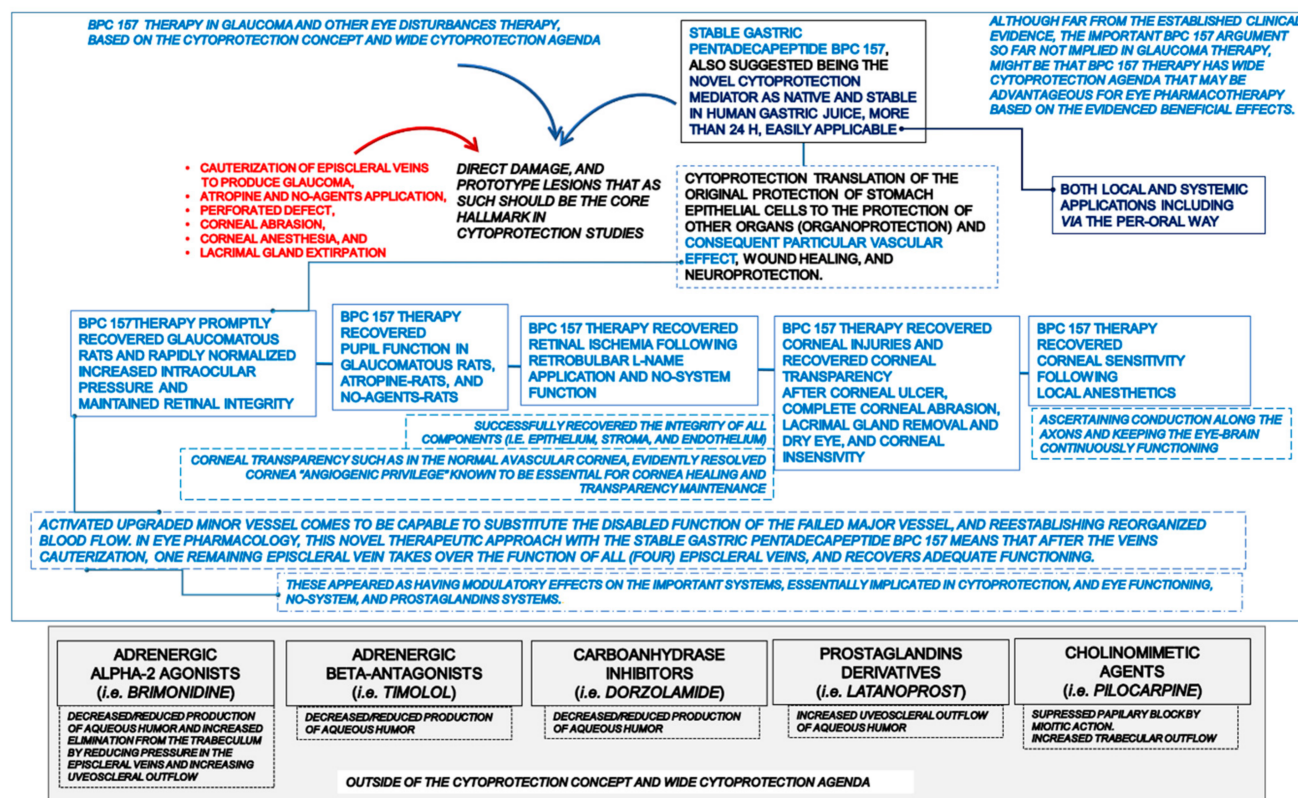 BPC 157 THERAPY IN GLAUCOMA AND OTHER EYE DISTURBANCES THERAPY,
BASED ON THE CYTOPROTECTION CONCEPT AND WIDE CYTOPROTECTION AGENDA
STABLE GASTRIC
PENTADECAPEPTIDE BPC 157,
ALSO SUGGESTED BEING THE
NOVEL CYTOPROTECTION
MEDIATOR AS NATIVE AND STABLE
IN HUMAN GASTRIC JUICE, MORE
THAN 24 H, EASILY APPLICABLE
ALTHOUGH FAR FROM THE ESTABLISHED CLINICAL
EVIDENCE, THE IMPORTANT BPC 157 ARGUMENT
SO FAR NOT IMPLIED IN GLAUCOMA THERAPY,
MIGHT BE THAT BPC 157 THERAPY HAS WIDE
CYTOPROTECTION AGENDA THAT MAY BE
ADVANTAGEOUS FOR EYE PHARMACOTHERAPY
BASED ON THE EVIDENCED BENEFICIAL EFFECTS.
• CAUTERIZATION OF EPISCLERAL VEINS
TO PRODUCE GLAUCOMA,
• ATROPINE AND NO-AGENTS APPLICATION,
• PERFORATED DEFECT,
• CORNEAL ABRASION,
• CORNEAL ANESTHESIA, AND
• LACRIMAL GLAND EXTIRPATION
DIRECT DAMAGE, AND
PROTOTYPE LESIONS THAT AS
SUCH SHOULD BE THE CORE
HALLMARK IN
CYTOPROTECTION STUDIES
CYTOPROTECTION TRANSLATION OF THE
ORIGINAL PROTECTION OF STOMACH
EPITHELIAL CELLS TO THE PROTECTION OF
OTHER ORGANS (ORGANOPROTECTION) AND
CONSEQUENT PARTICULAR VASCULAR
EFFECT, WOUND HEALING, AND
NEUROPROTECTION.
BOTH LOCAL AND SYSTEMIC
APPLICATIONS INCLUDING
VIA THE PER-ORAL WAY
BPC 157THERAPY PROMPTLY
RECOVERED GLAUCOMATOUS
RATS AND RAPIDLY NORMALIZED
INCREASED INTRAOCULAR
PRESSURE AND
MAINTAINED RETINAL INTEGRITY
BPC 157 THERAPY
RECOVERED
PUPIL FUNCTION IN
GLAUCOMATOUS RATS,
ATROPINE-RATS, AND
NO-AGENTS-RATS
BPC 157 THERAPY RECOVERED
RETINAL ISCHEMIA FOLLOWING
RETROBULBAR L-NAME
APPLICATION AND NO-SYSTEM
FUNCTION
BPC 157 THERAPY RECOVERED
CORNEAL INJURIES AND
RECOVERED CORNEAL
TRANSPARENCY
AFTER CORNEAL ULCER,
COMPLETE CORNEAL ABRASION,
LACRIMAL GLAND REMOVAL AND
DRY EYE, AND CORNEAL
INSENSIVITY
BPC 157 THERAPY
RECOVERED
CORNEAL SENSITIVITY
FOLLOWING
LOCAL ANESTHETICS
SUCCESSFULLY RECOVERED THE INTEGRITY OF ALL
COMPONENTS (I.E. EPITHELIUM, STROMA, AND ENDOTHELIUM)
ASCERTAINING CONDUCTION ALONG THE
AXONS AND KEEPING THE EYE-BRAIN
CONTINUOUSLY FUNCTIONING
CORNEAL TRANSPARENCY SUCH AS IN THE NORMAL AVASCULAR CORNEA, EVIDENTLY RESOLVED
CORNEA "ANGIOGENIC PRIVILEGE" KNOWN TO BE ESSENTIAL FOR CORNEA HEALING AND
TRANSPARENCY MAINTENANCE
ACTIVATED UPGRADED MINOR VESSEL COMES TO BE CAPABLE TO SUBSTITUTE THE DISABLED FUNCTION OF THE FAILED MAJOR VESSEL, AND REESTABLISHING REORGANIZED
BLOOD FLOW. IN EYE PHARMACOLOGY, THIS NOVEL THERAPEUTIC APPROACH WITH THE STABLE GASTRIC PENTADECAPEPTIDE BPC 157 MEANS THAT AFTER THE VEINS
CAUTERIZATION, ONE REMAINING EPISCLERAL VEIN TAKES OVER THE FUNCTION OF ALL (FOUR) EPISCLERAL VEINS, AND RECOVERS ADEQUATE FUNCTIONING.
THESE APPEARED AS HAVING MODULATORY EFFECTS ON THE IMPORTANT SYSTEMS, ESSENTIALLY IMPLICATED IN CYTOPROTECTION, AND EYE FUNCTIONING,
NO-SYSTEM, AND PROSTAGLANDINS SYSTEMS.
ADRENERGIC
ALPHA-2 AGONISTS
(i.e. BRIMONIDINE)
DECREASED/REDUCED PRODUCTION
OF AQUEOUS HUMOR AND INCREASED
ELIMINATION FROM THE TRABECULUM
BY REDUCING PRESSURE IN THE
EPISCLERAL VEINS AND INCREASING
UVEOSCLERAL OUTFLOW
ADRENERGIC
BETA-ANTAGONISTS
(i.e. TIMOLOL)
DECREASED/REDUCED PRODUCTION
OF AQUEOUS HUMOR
CARBOANHYDRASE
INHIBITORS
(i.e. DORZOLAMIDE)
DECREASED/REDUCED PRODUCTION
OF AQUEOUS HUMOR
PROSTAGLANDINS
DERIVATIVES
(i.e. LATANOPROST)
INCREASED UVEOSCLERAL OUTFLOW
OF AQUEOUS HUMOR
CHOLINOMIMETIC
AGENTS
(i.e. PILOCARPINE)
SUPRESSED PAPILARY BLOCK BY
MIOITIC ACTION.
INCREASED TRABECULAR OUTFLOW
OUTSIDE OF THE CYTOPROTECTION CONCEPT AND WIDE CYTOPROTECTION AGENDA